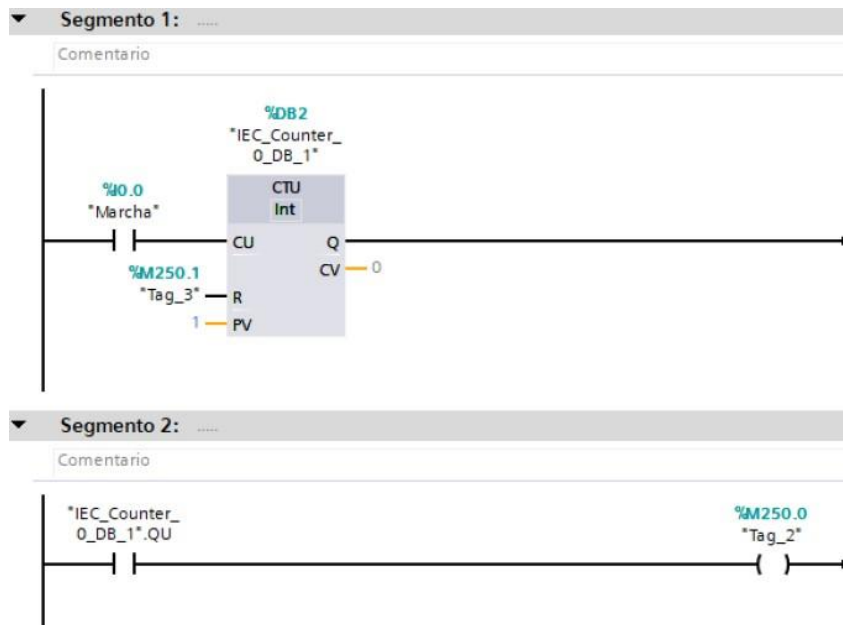 Segmento 1: .....
Comentario
%DB2
"IEC_Counter_
0_DB_1"
%I0.0
"Marcha"
CTU
Int
CU
Q
CV
0
%M250.1
"Tag_3"
R
1
PV
Segmento 2: .....
Comentario
"IEC_Counter_
0_DB_1".QU
%M250.0
"Tag_2"